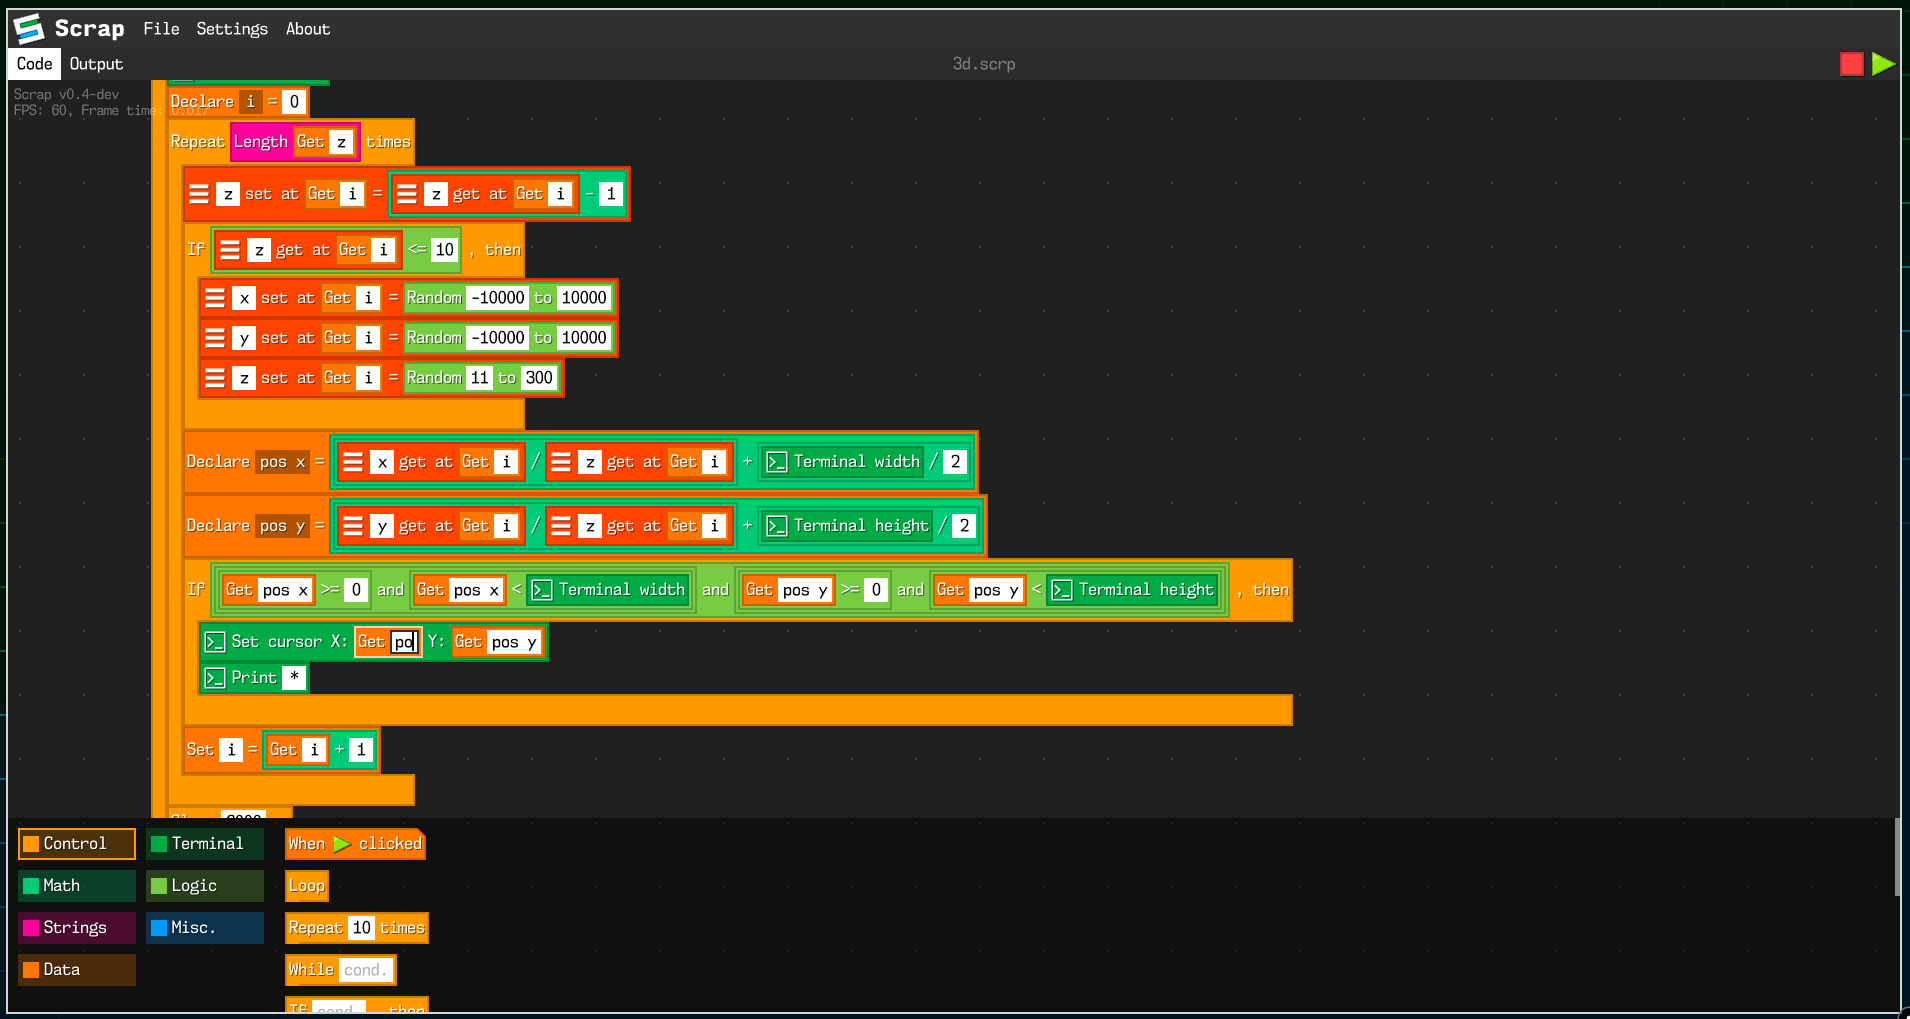 Scrap File Settings About
Code Output 3d.scrp
Scrap v0.4-dev
FPS: 60, Frame time: 0.017
Declare i = 0
Repeat Length Get z times
z set at Get i = z get at Get i - 1
If z get at Get i <= 10 , then
x set at Get i = Random -10000 to 10000
y set at Get i = Random -10000 to 10000
z set at Get i = Random 11 to 300
Declare pos x = x get at Get i / z get at Get i + Terminal width / 2
Declare pos y = y get at Get i / z get at Get i + Terminal height / 2
If Get pos x >= 0 and Get pos x < Terminal width and Get pos y >= 0 and Get pos y < Terminal height , then
Set cursor X: Get po Y: Get pos y
Print *
Set i = Get i + 1
Control Terminal When clicked
Math Logic Loop
Strings Misc. Repeat 10 times
Data While cond.
If cond. , then